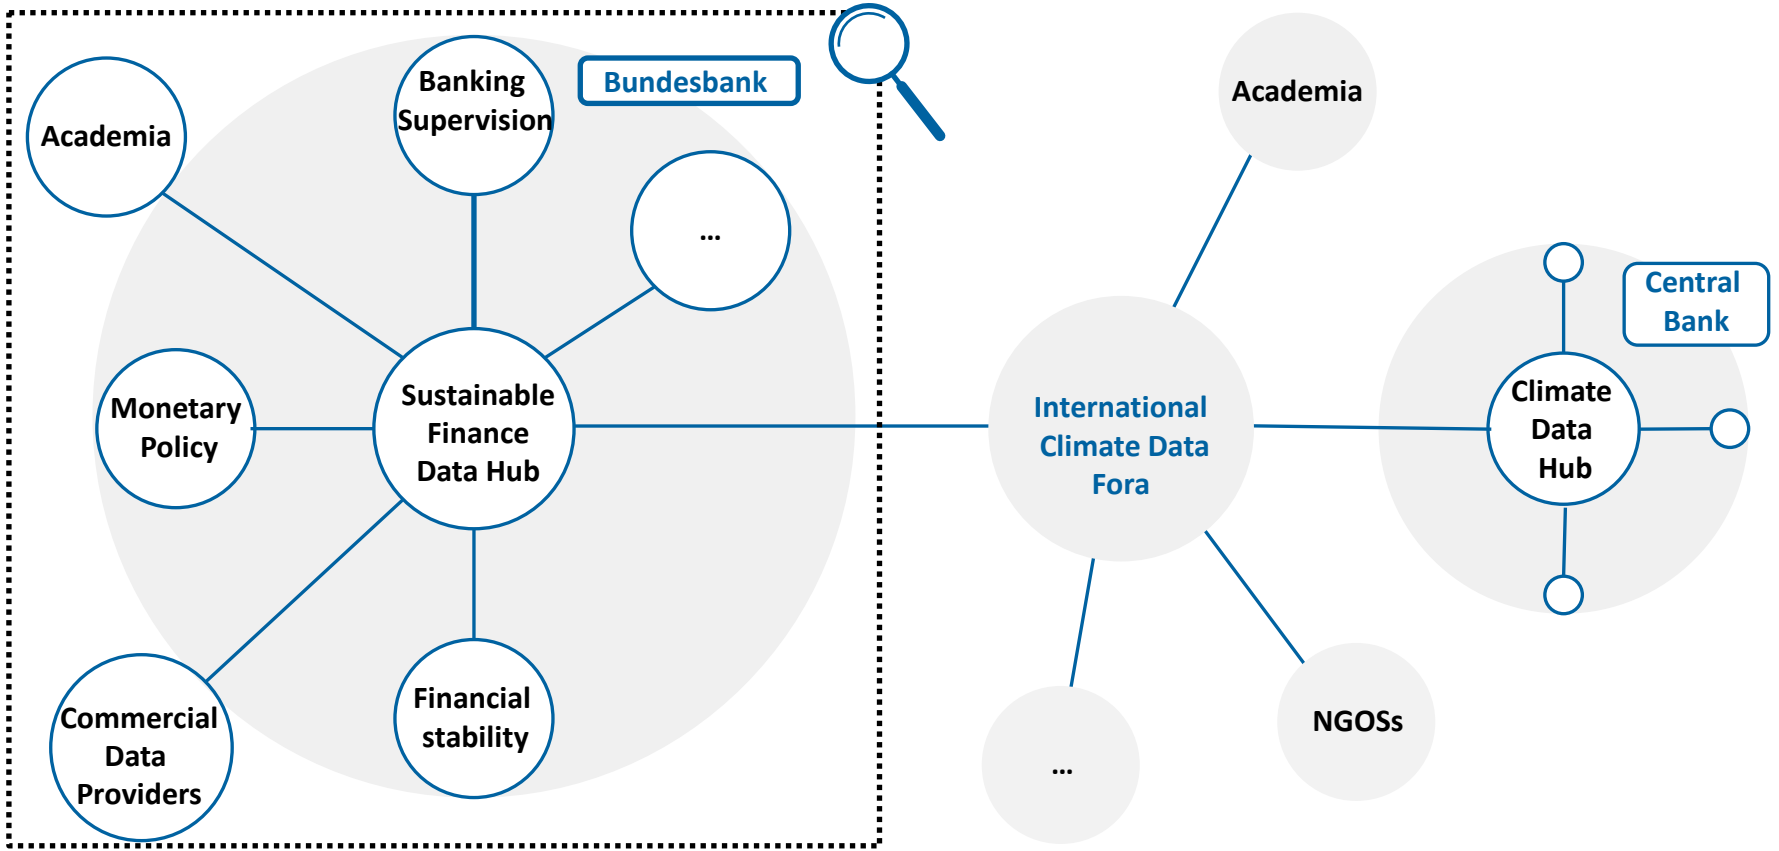 Banking
Supervision
Bundesbank
Academia
...
Monetary
Policy
Sustainable
Finance
Data Hub
Commercial
Data
Providers
Financial
stability
Academia
International
Climate Data
Fora
Central
Bank
Climate
Data
Hub
...
NGOSs